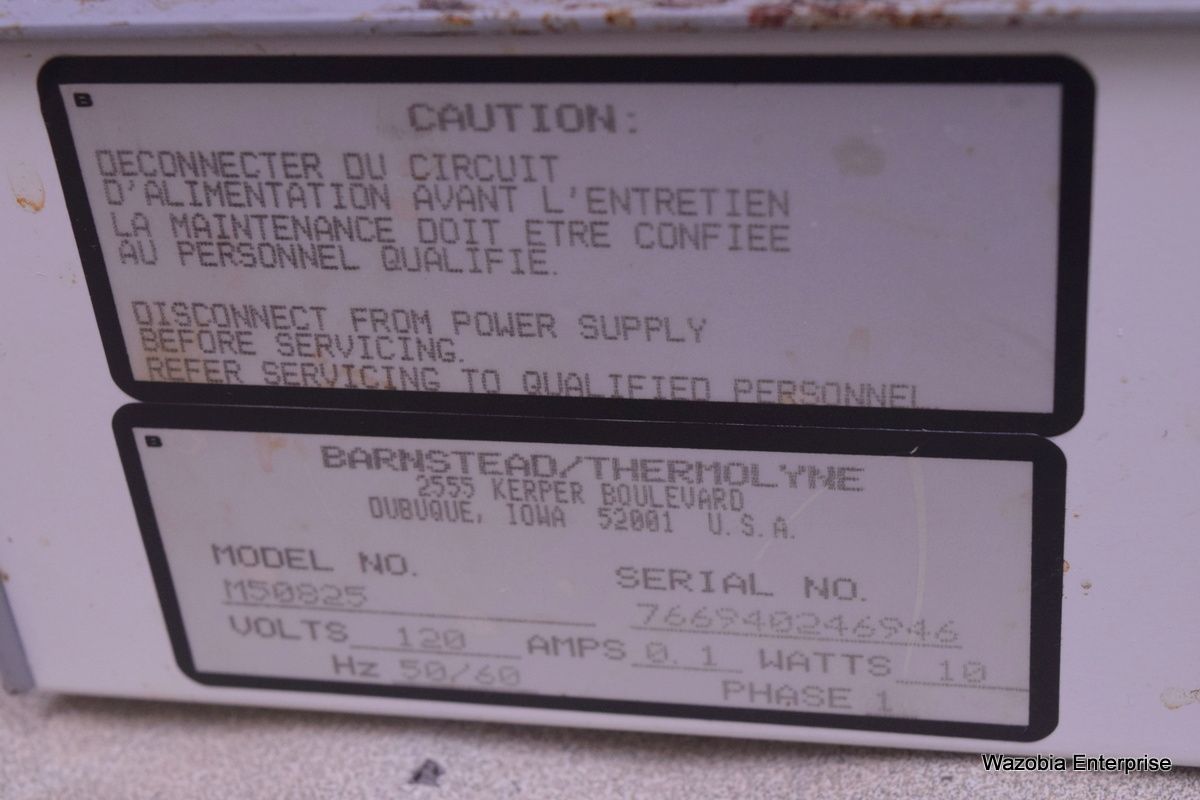 B
CAUTION:
DECONNECTER DU CIRCUIT
D'ALIMENTATION AVANT L'ENTRETIEN
LA MAINTENANCE DOIT ETRE CONFIEE
AU PERSONNEL QUALIFIE.
DISCONNECT FROM POWER SUPPLY
BEFORE SERVICING.
REFER SERVICING TO QUALIFIED PERSONNEL
B
BARNSTEAD/THERMOLYNE
2555 KERPER BOULEVARD
DUBUQUE, IOWA 52001 U.S.A.
MODEL NO. SERIAL NO.
M50825 766940246946
VOLTS 120 AMPS 0.1 WATTS 10
Hz 50/60 PHASE 1
Wazobia Enterprise